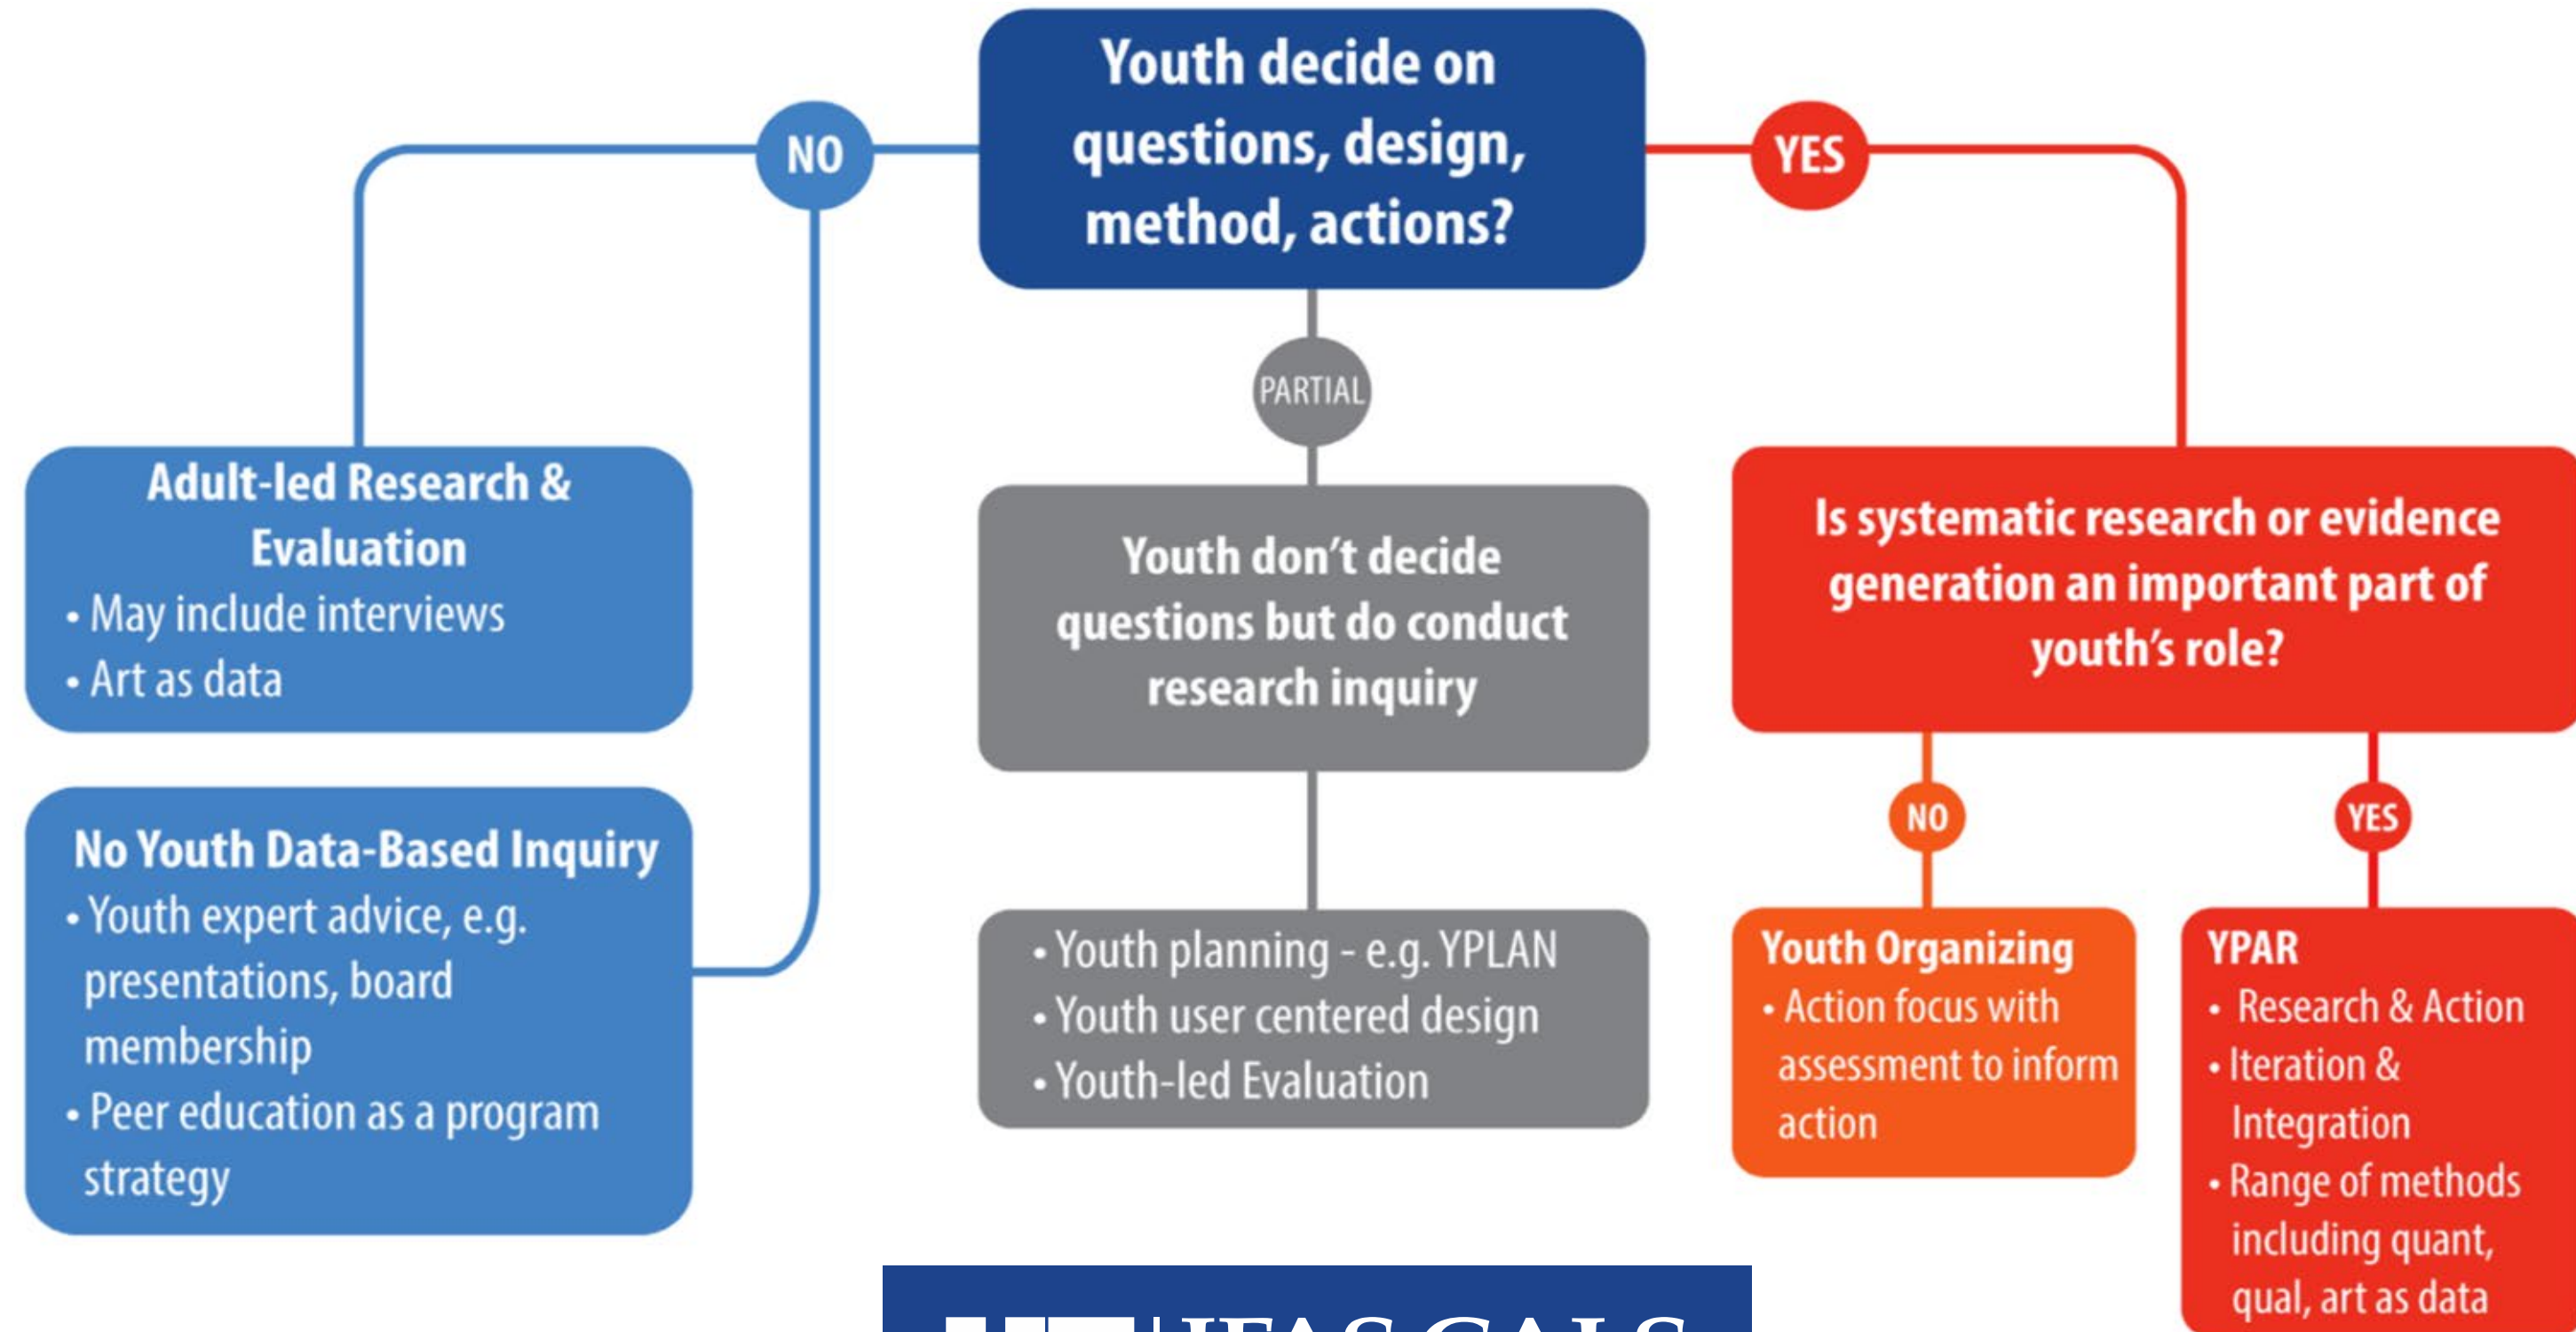 Youth decide on
questions, design,
method, actions?
NO
YES
PARTIAL
Adult-led Research &
Evaluation
• May include interviews
• Art as data
No Youth Data-Based Inquiry
• Youth expert advice, e.g.
presentations, board
membership
• Peer education as a program
strategy
Youth don’t decide
questions but do conduct
research inquiry
• Youth planning - e.g. YPLAN
• Youth user centered design
• Youth-led Evaluation
Is systematic research or evidence
generation an important part of
youth’s role?
NO
YES
Youth Organizing
• Action focus with
assessment to inform
action
YPAR
• Research & Action
• Iteration &
Integration
• Range of methods
including quant,
qual, art as data
IFAS CALS